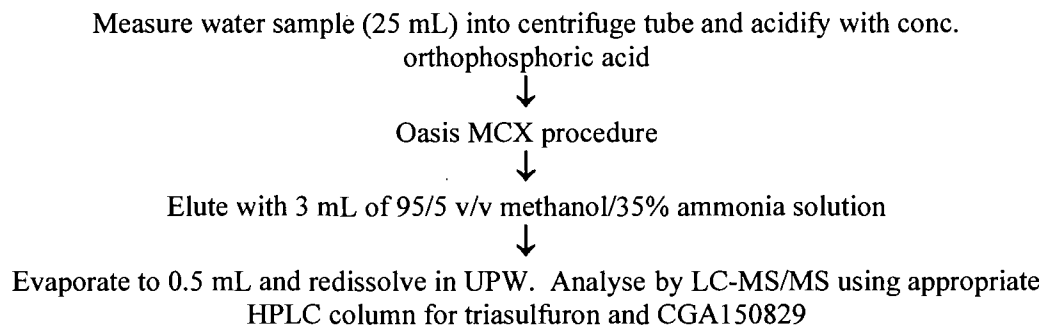 Measure water sample (25 mL) into centrifuge tube and acidify with conc.
orthophosphoric acid
↓
Oasis MCX procedure
↓
Elute with 3 mL of 95/5 v/v methanol/35% ammonia solution
↓
Evaporate to 0.5 mL and redissolve in UPW.  Analyse by LC-MS/MS using appropriate
HPLC column for triasulfuron and CGA150829